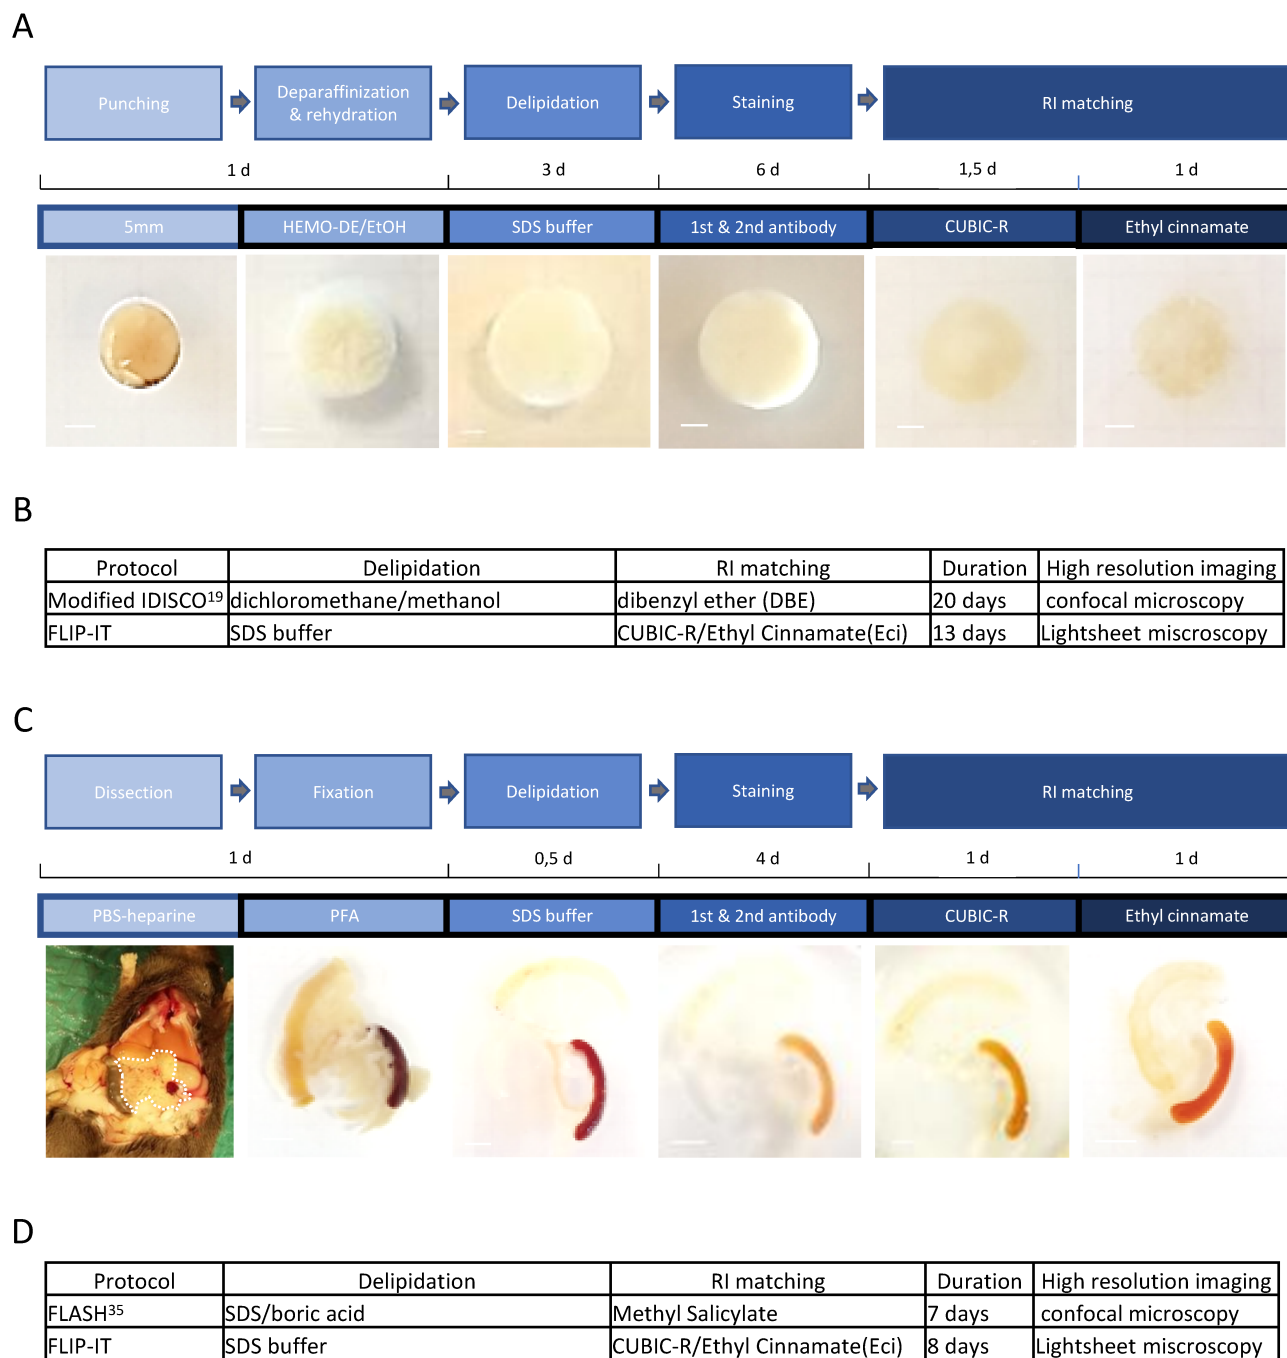 A
Punching
Deparaffinization
& rehydration
Delipidation
Staining
RI matching
1 d
3 d
6 d
1,5 d
1 d
5mm
HEMO-DE/EtOH
SDS buffer
1st & 2nd antibody
CUBIC-R
Ethyl cinnamate
B
Protocol Delipidation RI matching Duration High resolution imaging
Modified IDISCO¹⁹ dichloromethane/methanol dibenzyl ether (DBE) 20 days confocal microscopy
FLIP-IT SDS buffer CUBIC-R/Ethyl Cinnamate(Eci) 13 days Lightsheet miscroscopy
C
Dissection
Fixation
Delipidation
Staining
RI matching
1 d
0,5 d
4 d
1 d
1 d
PBS-heparine
PFA
SDS buffer
1st & 2nd antibody
CUBIC-R
Ethyl cinnamate
D
Protocol Delipidation RI matching Duration High resolution imaging
FLASH³⁵ SDS/boric acid Methyl Salicylate 7 days confocal microscopy
FLIP-IT SDS buffer CUBIC-R/Ethyl Cinnamate(Eci) 8 days Lightsheet miscroscopy